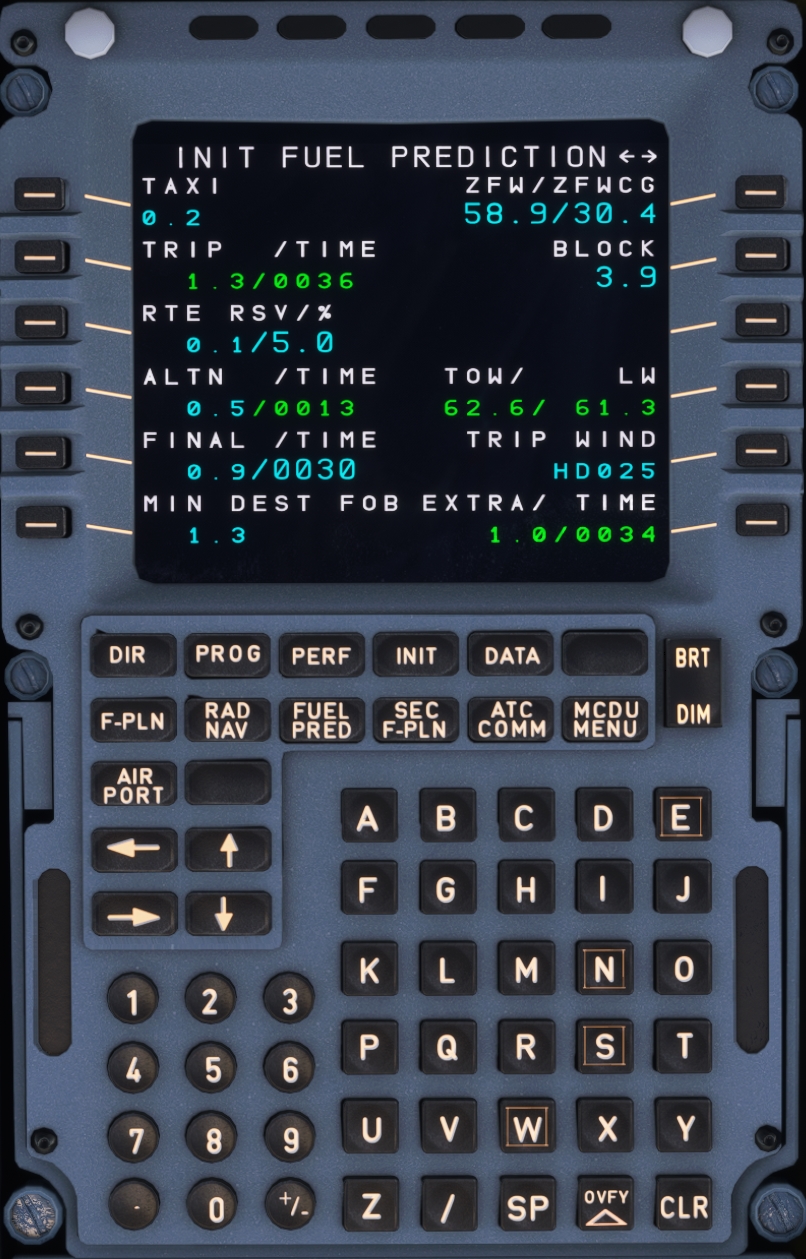 INIT FUEL PREDICTION ←→
TAXI ZFW/ZFWCG
0.2 58.9/30.4
TRIP /TIME BLOCK
1.3/0036 3.9
RTE RSV/%
0.1/5.0
ALTN /TIME TOW/ LW
0.5/0013 62.6/ 61.3
FINAL /TIME TRIP WIND
0.9/0030 HD025
MIN DEST FOB EXTRA/ TIME
1.3 1.0/0034
DIR PROG PERF INIT DATA BRT
F-PLN RAD NAV FUEL PRED SEC F-PLN ATC COMM MCDU MENU DIM
AIR PORT
← ↑
→ ↓
A B C D E
F G H I J
K L M N O
1 2 3
P Q R S T
4 5 6
U V W X Y
7 8 9
Z / SP OVFY CLR
. 0 +/-